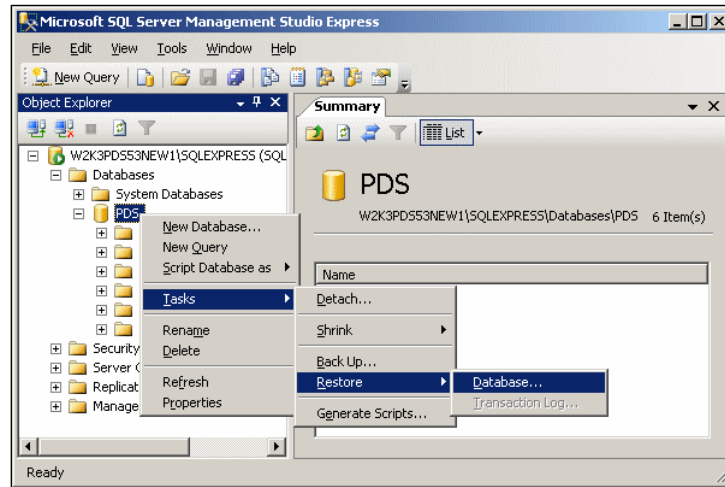 Microsoft SQL Server Management Studio Express
File Edit View Tools Window Help
New Query
Object Explorer
Summary
List
W2K3PDS53NEW1\SQLEXPRESS (SQL
Databases
System Databases
PDS
PDS
W2K3PDS53NEW1\SQLEXPRESS\Databases\PDS 6 Item(s)
Name
New Database...
New Query
Script Database as
Tasks
Rename
Delete
Refresh
Properties
Detach...
Shrink
Back Up...
Restore
Generate Scripts...
Database...
Transaction Log...
Security
Server
Replicat
Manage
Ready